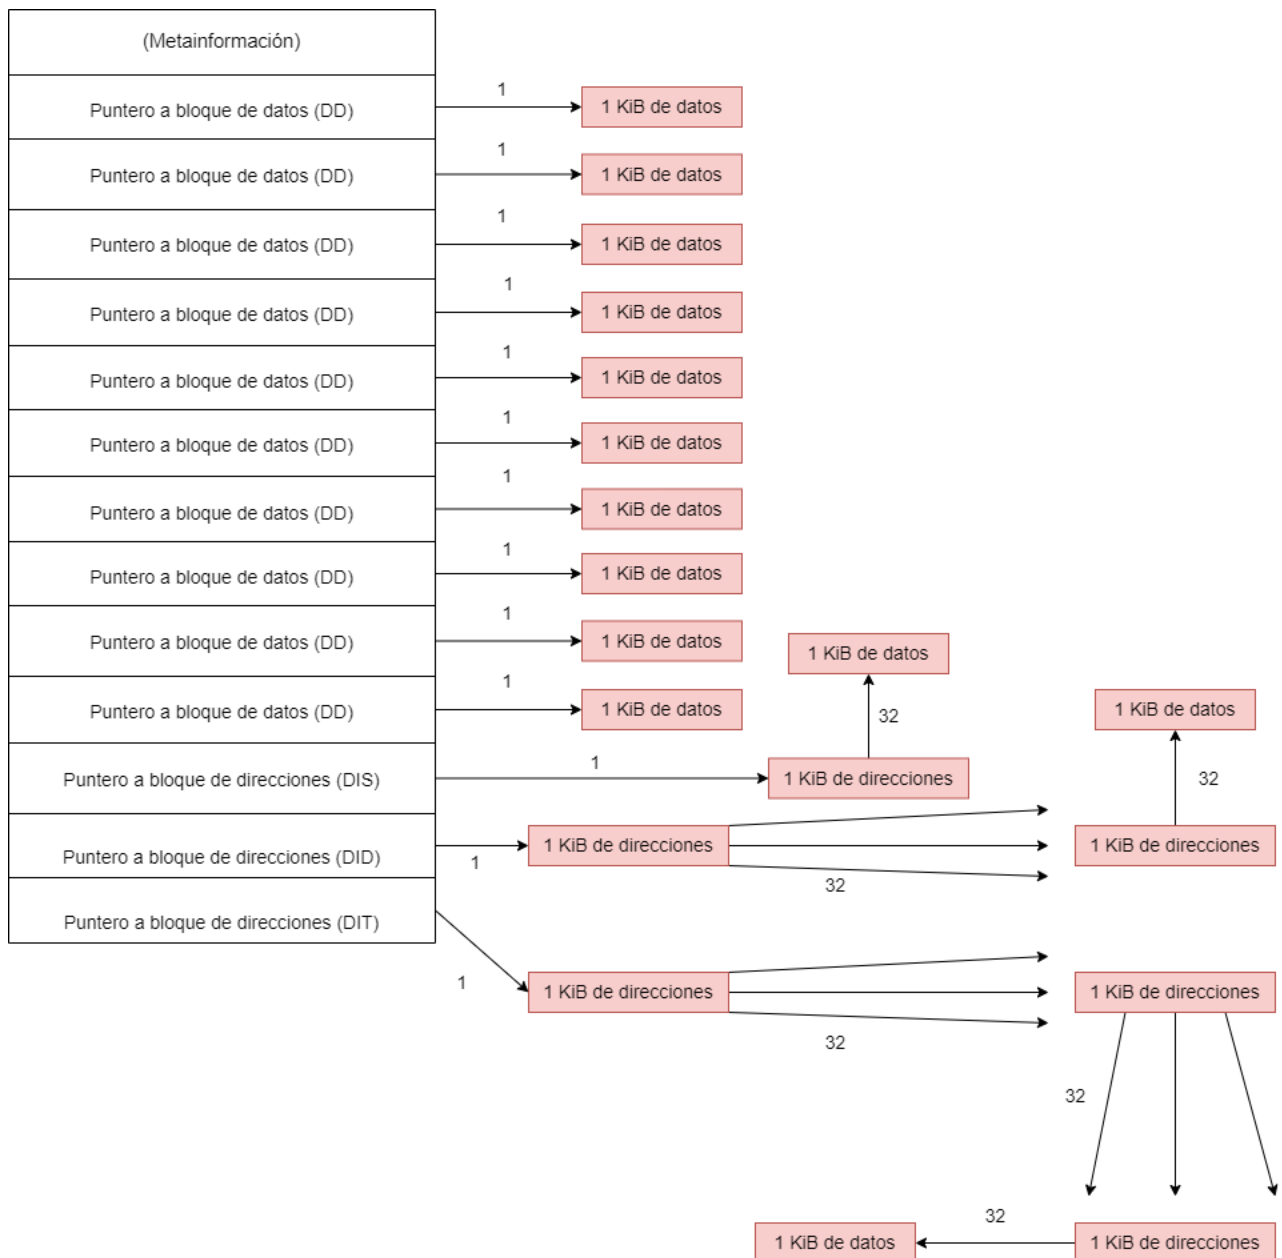 (Metainformación)
1
Puntero a bloque de datos (DD)
1 KiB de datos
1
Puntero a bloque de datos (DD)
1 KiB de datos
1
Puntero a bloque de datos (DD)
1 KiB de datos
1
Puntero a bloque de datos (DD)
1 KiB de datos
1
Puntero a bloque de datos (DD)
1 KiB de datos
1
Puntero a bloque de datos (DD)
1 KiB de datos
1
Puntero a bloque de datos (DD)
1 KiB de datos
1
Puntero a bloque de datos (DD)
1 KiB de datos
1
Puntero a bloque de datos (DD)
1 KiB de datos
1 KiB de datos
1
Puntero a bloque de datos (DD)
1 KiB de datos
32
1 KiB de datos
1
Puntero a bloque de direcciones (DIS)
1 KiB de direcciones
32
Puntero a bloque de direcciones (DID)
1
1 KiB de direcciones
32
1 KiB de direcciones
Puntero a bloque de direcciones (DIT)
1
1 KiB de direcciones
32
1 KiB de direcciones
32
32
1 KiB de datos
1 KiB de direcciones